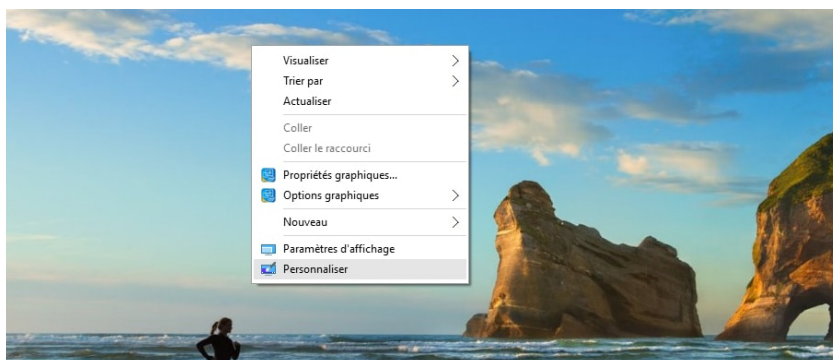 Visualiser
Trier par
Actualiser
Coller
Coller le raccourci
Propriétés graphiques...
Options graphiques
Nouveau
Paramètres d'affichage
Personnaliser